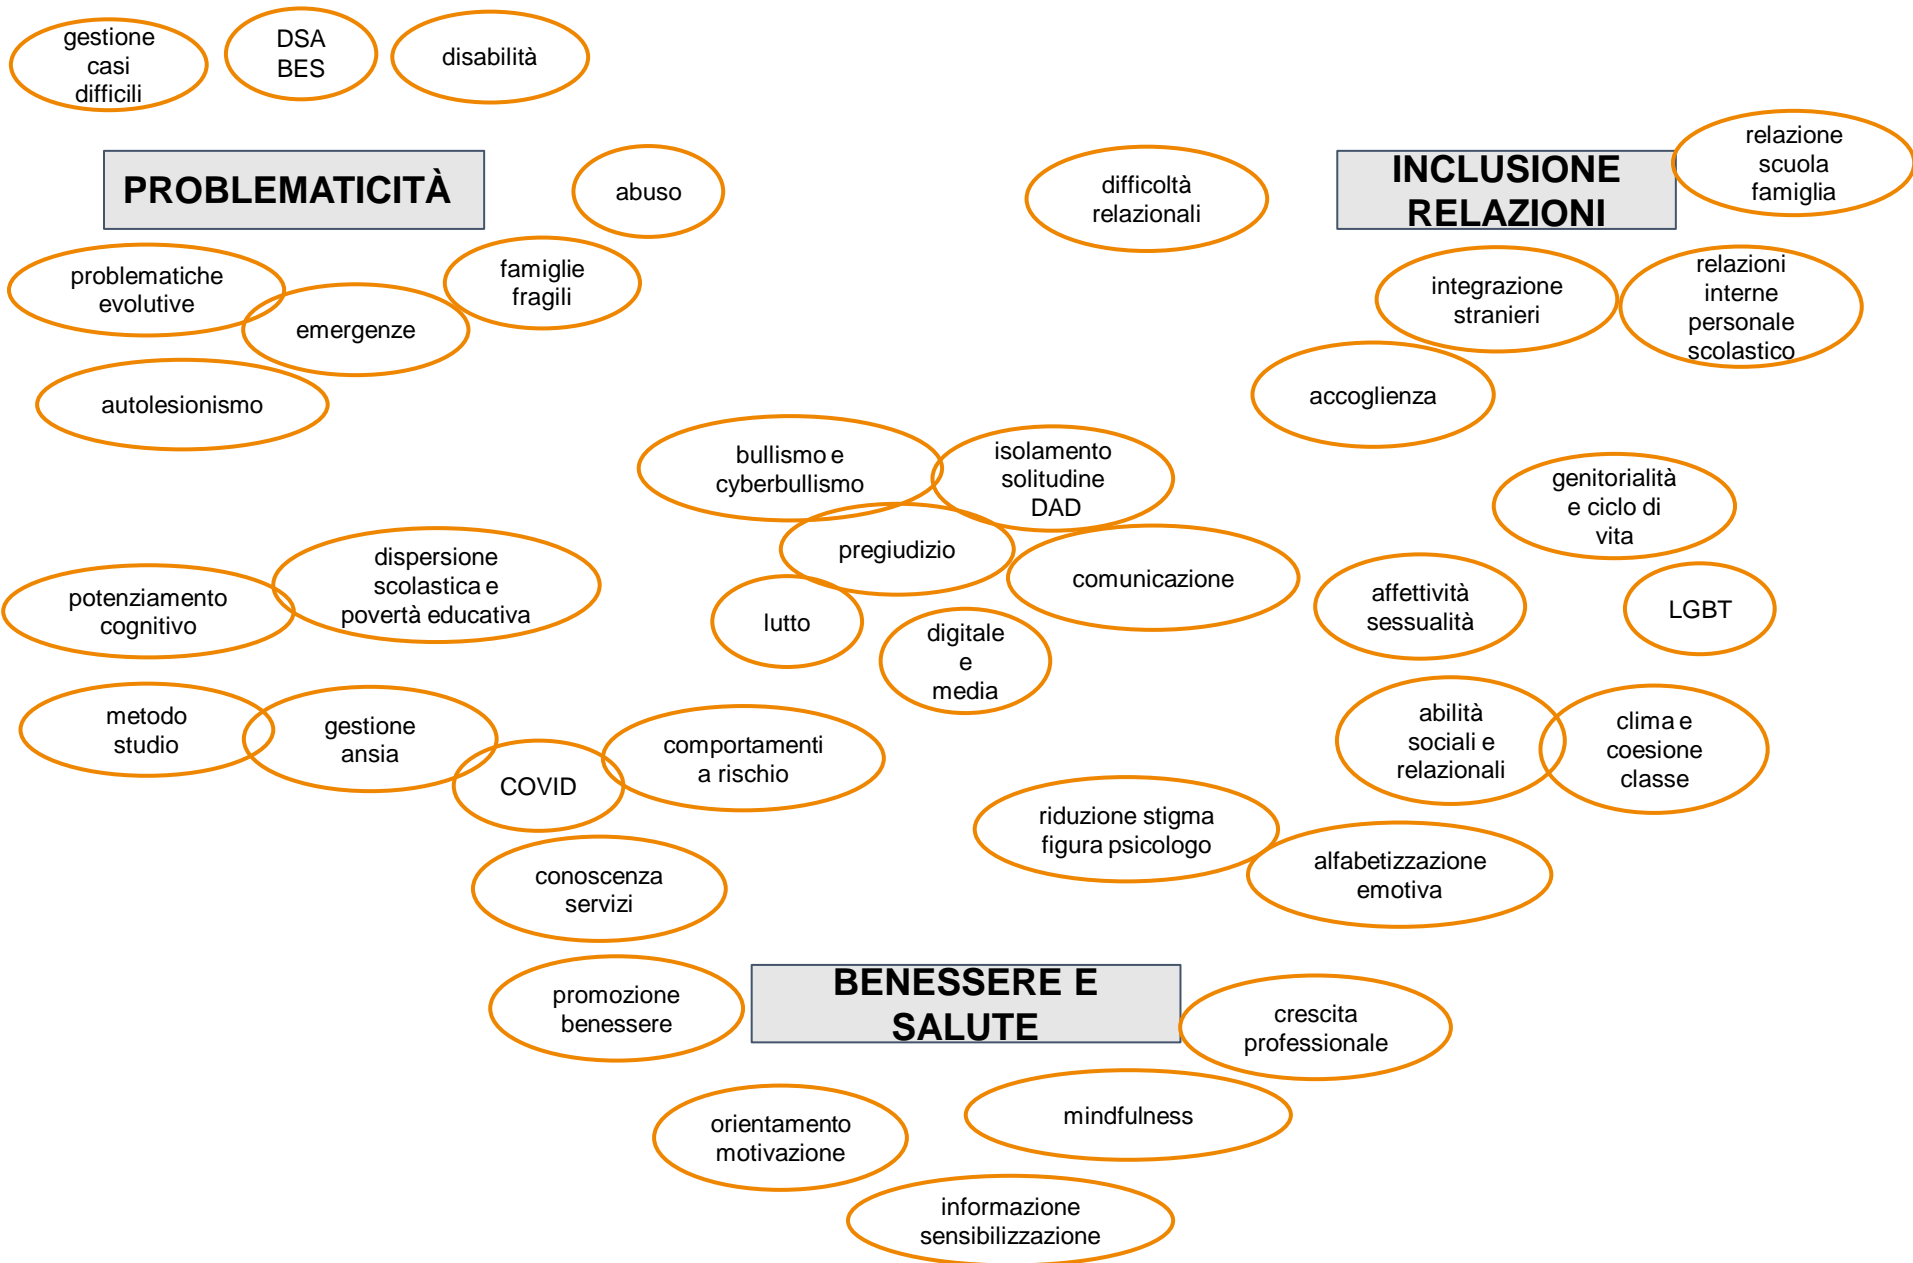 gestione
casi
difficili
DSA
BES
disabilità
PROBLEMATICITÀ
abuso
difficoltà
relazionali
INCLUSIONE
RELAZIONI
relazione
scuola
famiglia
problematiche
evolutive
emergenze
famiglie
fragili
integrazione
stranieri
relazioni
interne
personale
scolastico
autolesionismo
accoglienza
bullismo e
cyberbullismo
isolamento
solitudine
DAD
genitorialità
e ciclo di
vita
pregiudizio
comunicazione
dispersione
scolastica e
povertà educativa
potenziamento
cognitivo
lutto
digitale
e
media
affettività
sessualità
LGBT
metodo
studio
gestione
ansia
COVID
comportamenti
a rischio
abilità
sociali e
relazionali
clima e
coesione
classe
riduzione stigma
figura psicologo
alfabetizzazione
emotiva
conoscenza
servizi
promozione
benessere
BENESSERE E
SALUTE
crescita
professionale
orientamento
motivazione
mindfulness
informazione
sensibilizzazione